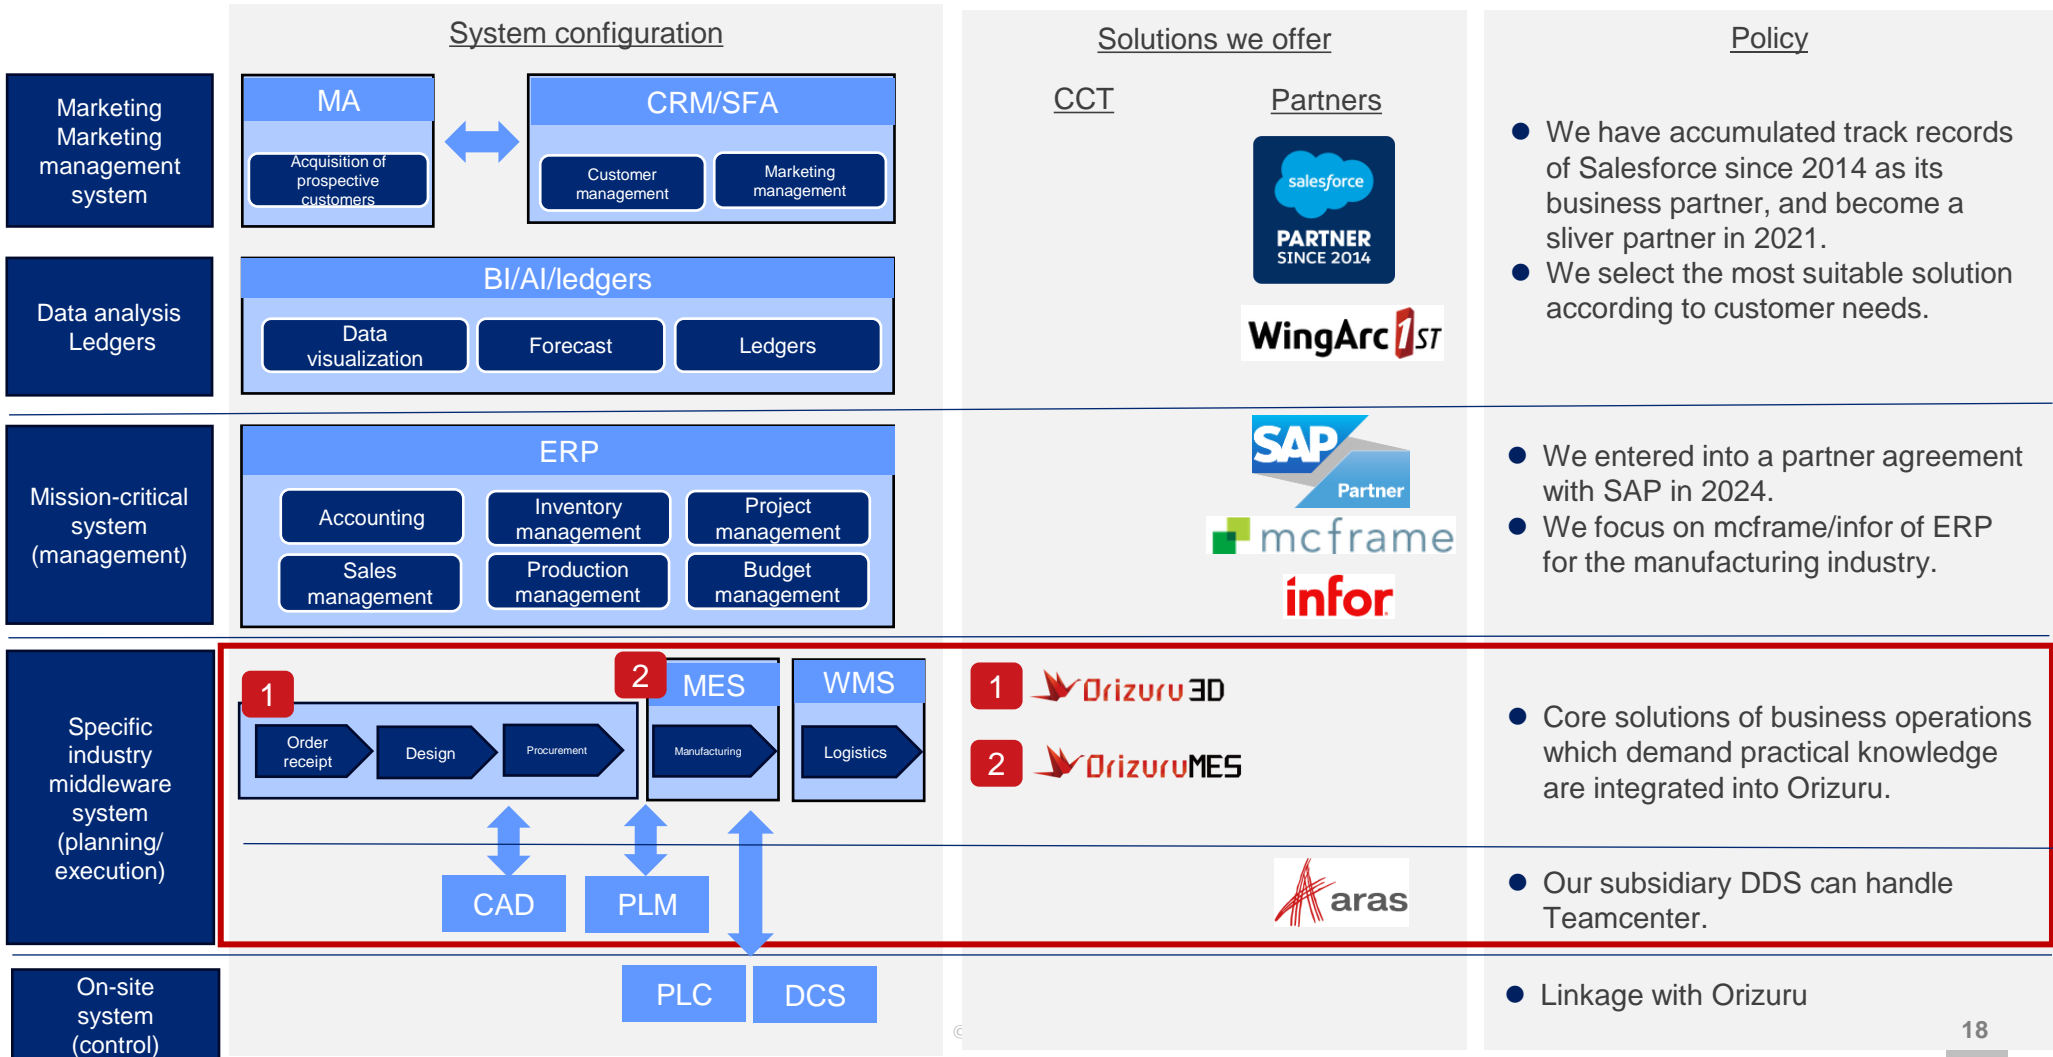 System configuration
Solutions we offer
Policy
CCT
Partners
Marketing
Marketing
management
system
MA
Acquisition of
prospective
customers
CRM/SFA
Customer
management
Marketing
management
salesforce
PARTNER
SINCE 2014
● We have accumulated track records
of Salesforce since 2014 as its
business partner, and become a
sliver partner in 2021.
● We select the most suitable solution
according to customer needs.
Data analysis
Ledgers
BI/AI/ledgers
Data
visualization
Forecast
Ledgers
WingArc 1ST
Mission-critical
system
(management)
ERP
Accounting
Inventory
management
Project
management
Sales
management
Production
management
Budget
management
SAP
Partner
mcframe
infor
● We entered into a partner agreement
with SAP in 2024.
● We focus on mcframe/infor of ERP
for the manufacturing industry.
Specific
industry
middleware
system
(planning/
execution)
1
Order
receipt
Design
Procurement
2
MES
Manufacturing
WMS
Logistics
CAD
PLM
1 Orizuru 3D
2 Orizuru MES
aras
● Core solutions of business operations
which demand practical knowledge
are integrated into Orizuru.
● Our subsidiary DDS can handle
Teamcenter.
On-site
system
(control)
PLC
DCS
● Linkage with Orizuru
©
18